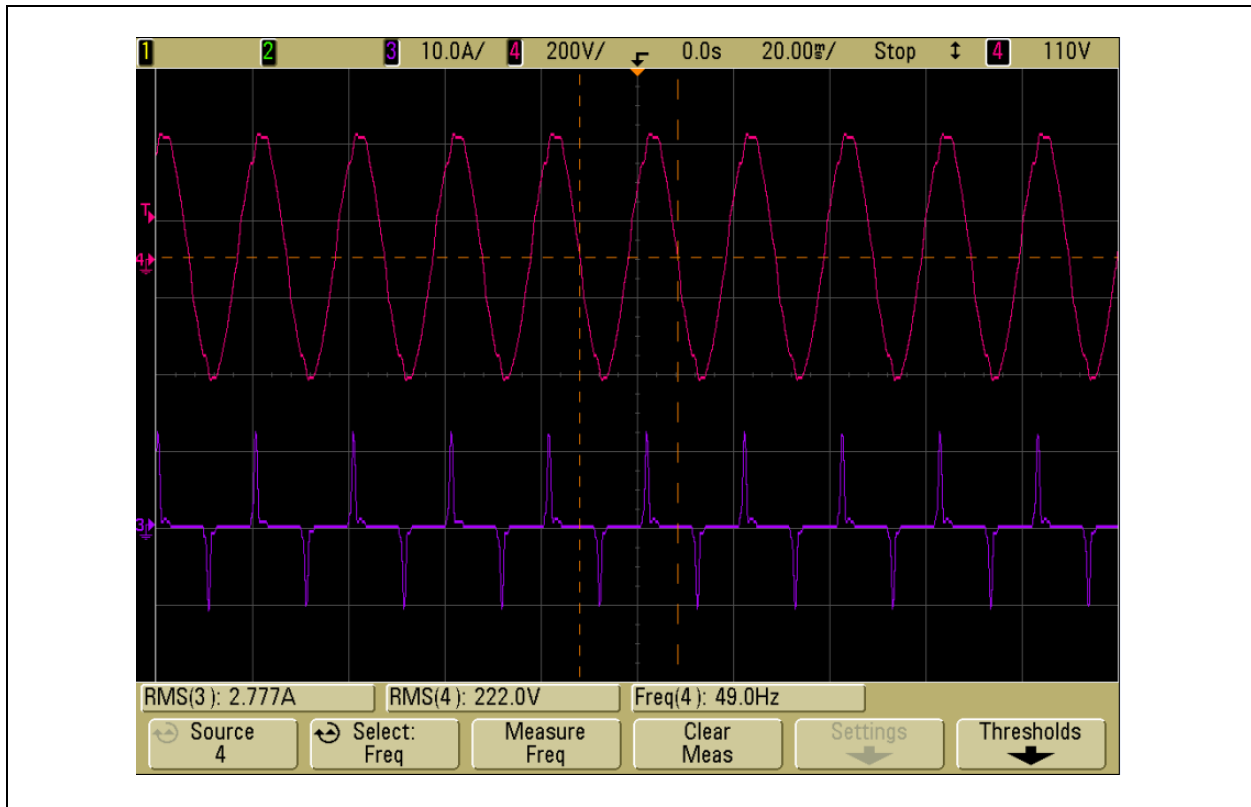 1 2 3 10.0A/ 4 200V/ 0.0s 20.00ms/ Stop 4 110V
T
4
3
RMS(3): 2.777A RMS(4): 222.0V Freq(4): 49.0Hz
Source 4
Select: Freq
Measure Freq
Clear Meas
Settings
Thresholds